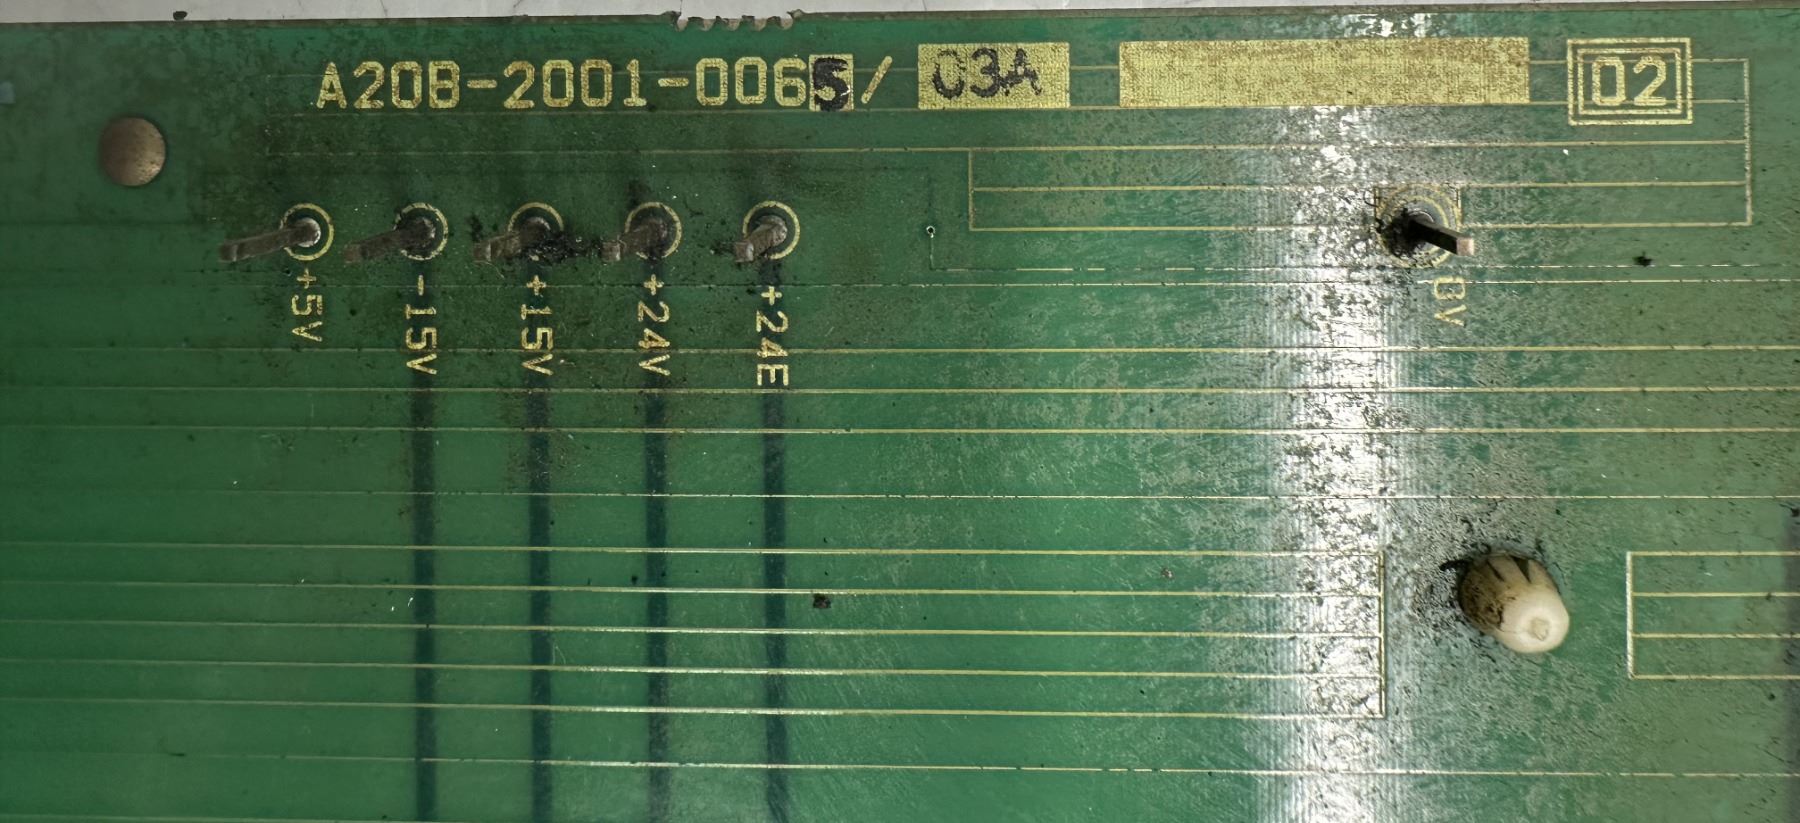 A20B-2001-0065/ 03A 02
+5V
-15V
+15V
+24V
+24E
0V